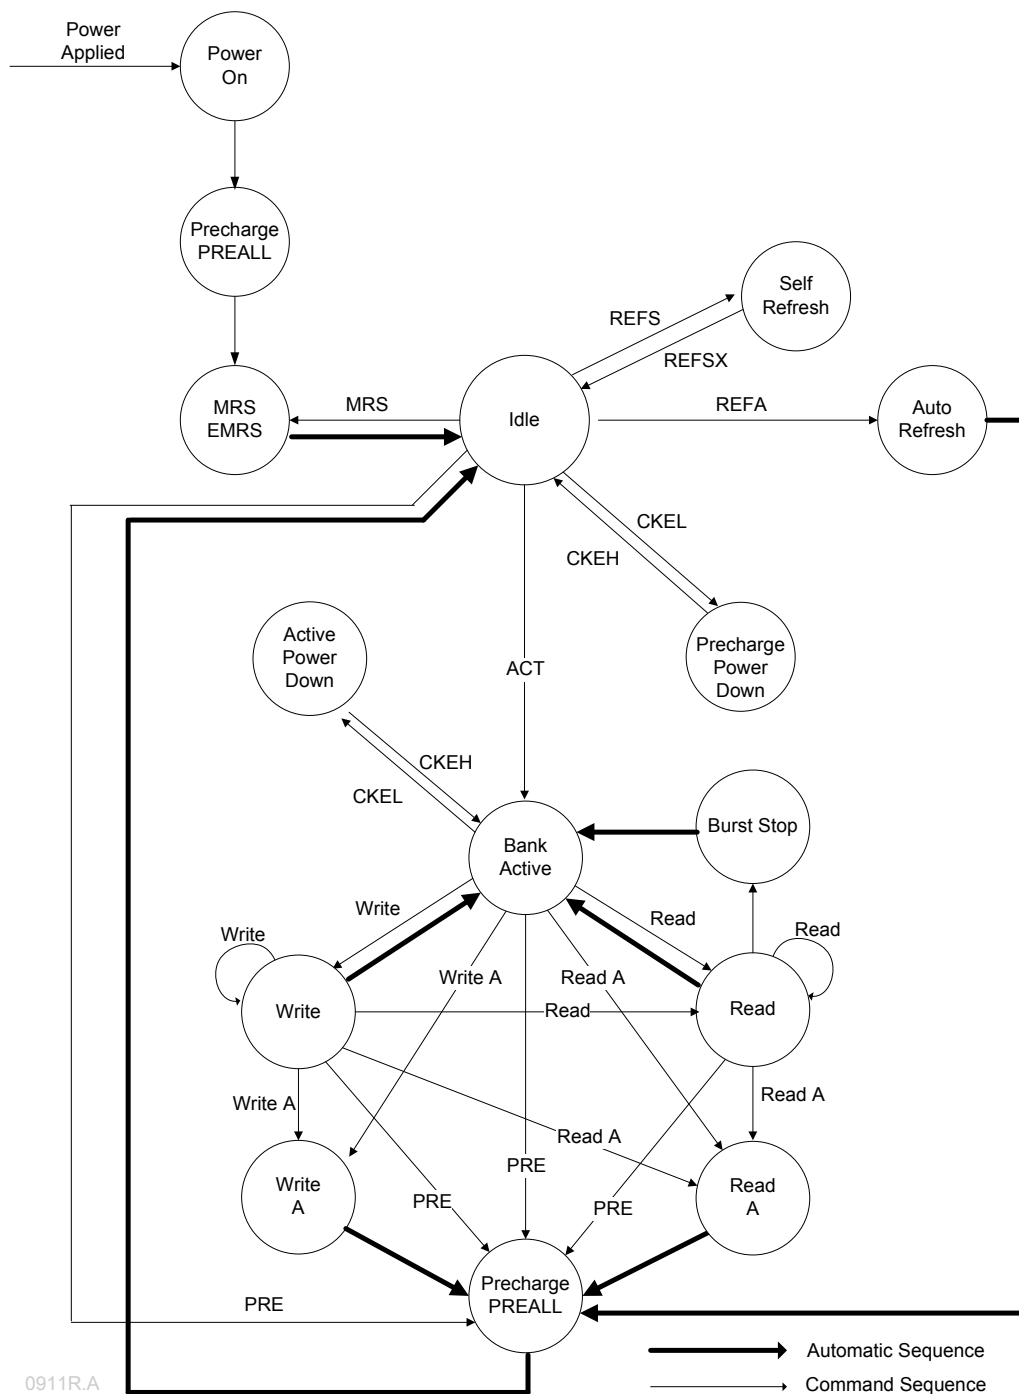 Power
Applied
Power
On
Precharge
PREALL
Self
Refresh
REFS
REFSX
MRS
EMRS
MRS
Idle
REFA
Auto
Refresh
CKEL
CKEH
Active
Power
Down
ACT
Precharge
Power
Down
CKEH
CKEL
Burst Stop
Bank
Active
Write
Read
Write
Read
Write A
Read A
Write
Read
Read
Write A
Read A
Read A
Write
A
PRE
PRE
PRE
Read
A
Precharge
PREALL
PRE
Automatic Sequence
Command Sequence
0911R.A